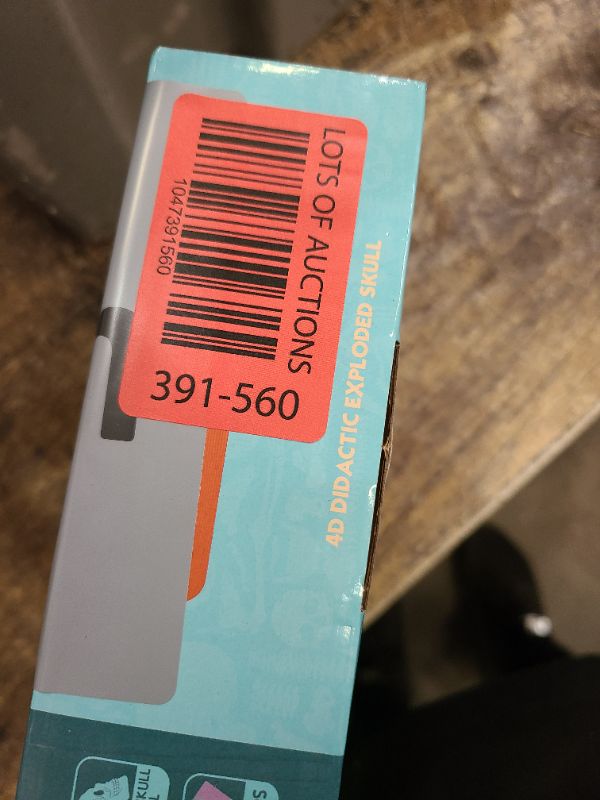 LOTS OF AUCTIONS
1047391560
391-560
4D DIDACTIC EXPLODED SKULL